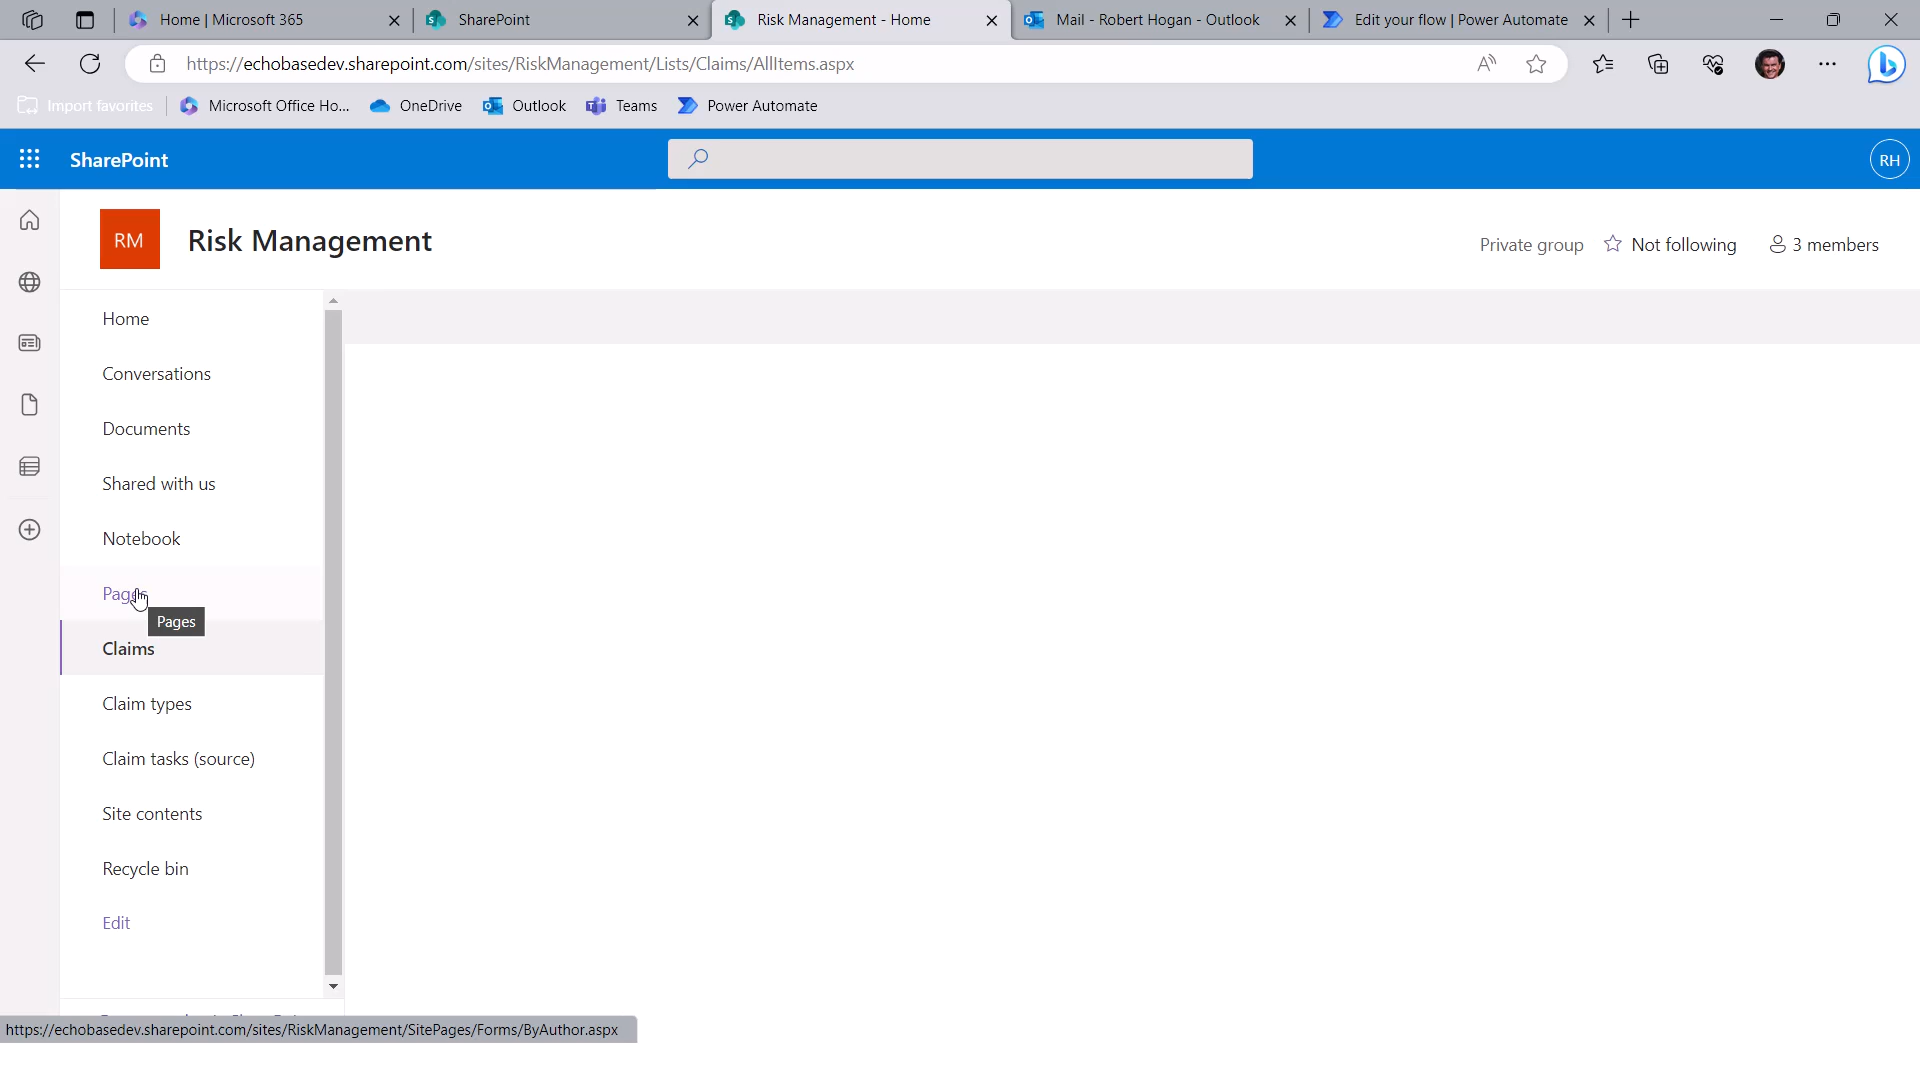 Home | Microsoft 365
SharePoint
Risk Management - Home
Mail - Robert Hogan - Outlook
Edit your flow | Power Automate
https://echobasedev.sharepoint.com/sites/RiskManagement/Lists/Claims/AllItems.aspx
Import favorites
Microsoft Office Ho...
OneDrive
Outlook
Teams
Power Automate
SharePoint
RH
RM
Risk Management
Private group
Not following
3 members
Home
Conversations
Documents
Shared with us
Notebook
Pages
Pages
Claims
Claim types
Claim tasks (source)
Site contents
Recycle bin
Edit
https://echobasedev.sharepoint.com/sites/RiskManagement/SitePages/Forms/ByAuthor.aspx